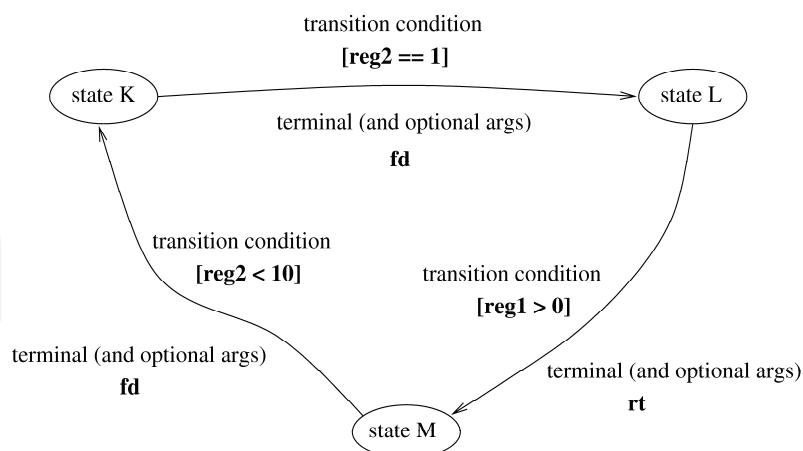 transition condition
[reg2 == 1]
state K
state L
terminal (and optional args)
fd
transition condition
[reg2 < 10]
transition condition
[reg1 > 0]
terminal (and optional args)
fd
terminal (and optional args)
rt
state M